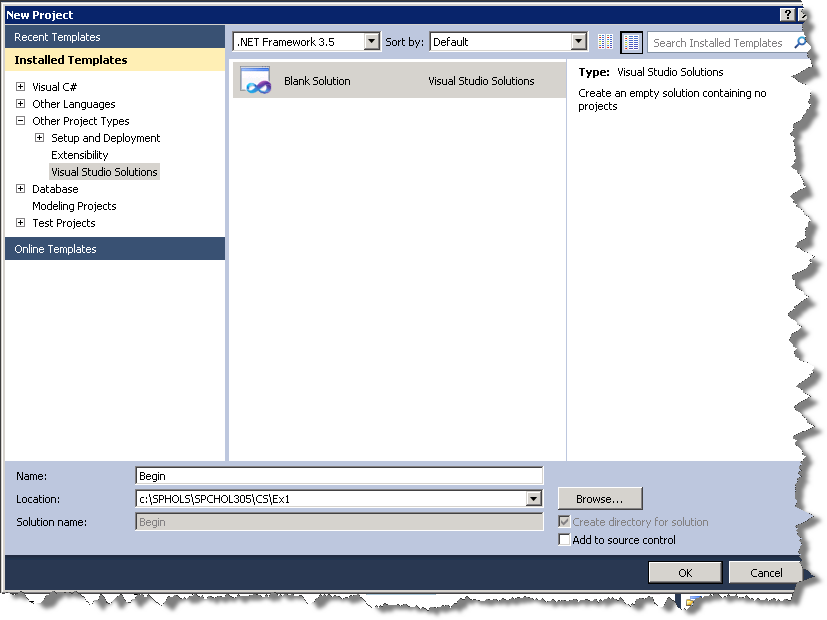 New Project
?
Recent Templates
.NET Framework 3.5
Sort by:
Default
Search Installed Templates
Installed Templates
Visual C#
Other Languages
Other Project Types
Setup and Deployment
Extensibility
Visual Studio Solutions
Database
Modeling Projects
Test Projects
Online Templates
Blank Solution
Visual Studio Solutions
Type: Visual Studio Solutions
Create an empty solution containing no
projects
Name:
Begin
Location:
c:\SPHOLS\SPCHOL305\CS\Ex1
Browse...
Solution name:
Begin
Create directory for solution
Add to source control
OK
Cancel